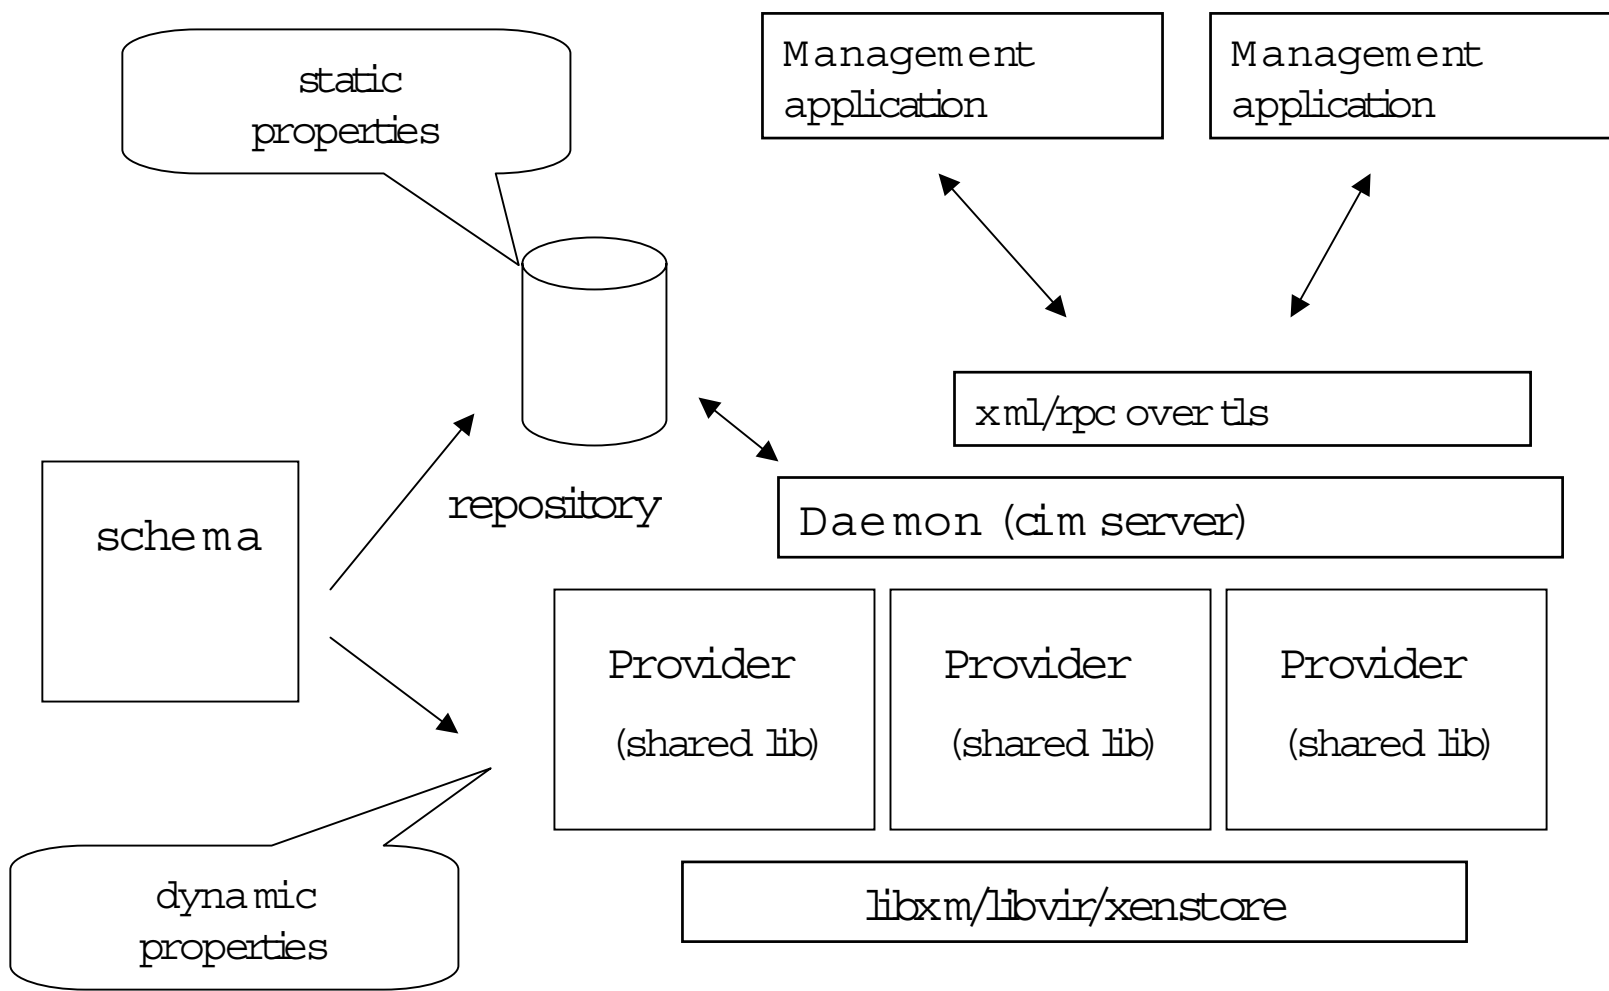 static
properties
Management
application
Management
application
xml/rpc over tls
repository
schema
Daemon (cim server)
Provider
(shared lib)
Provider
(shared lib)
Provider
(shared lib)
dynamic
properties
libxm/libvir/xenstore